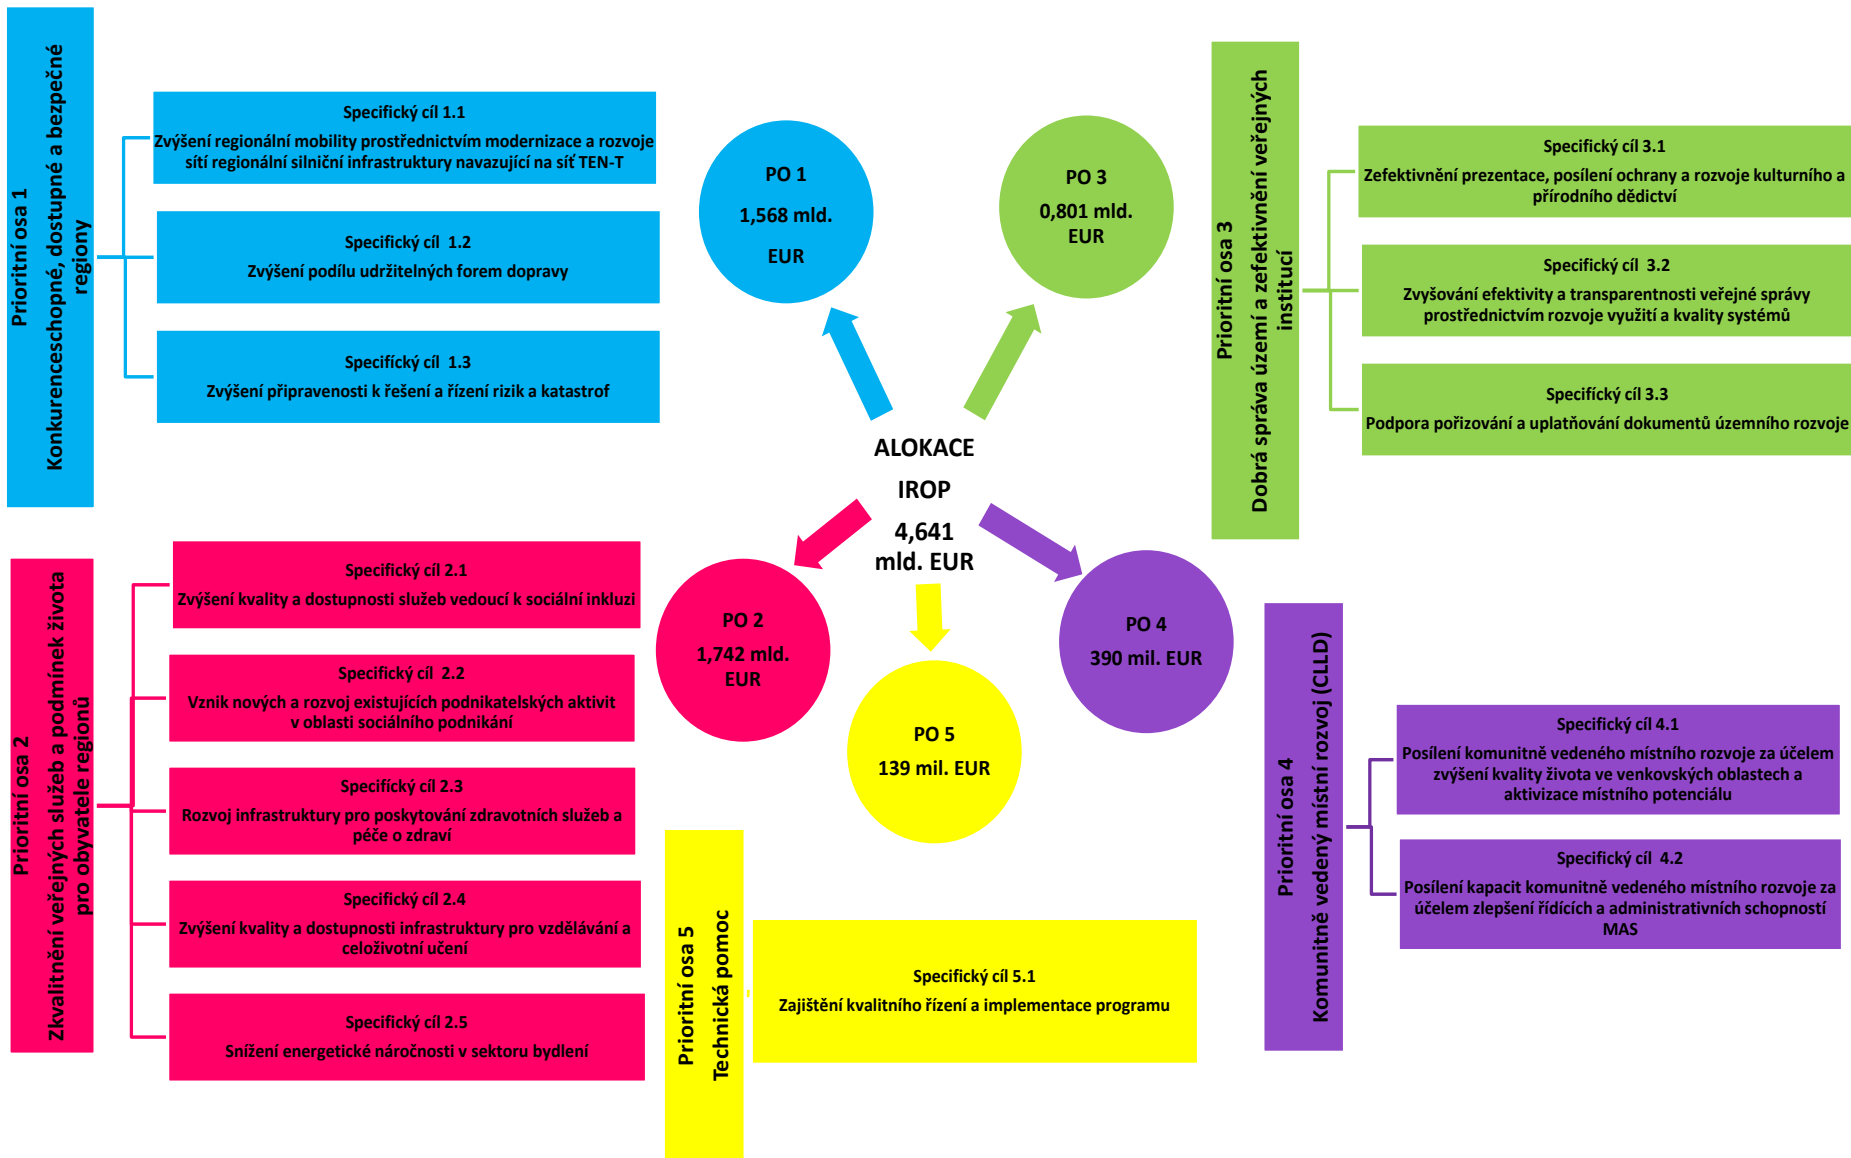 Prioritní osa 1
Konkurenceschopné, dostupné a bezpečné
regiony
Specifický cíl 1.1
Zvýšení regionální mobility prostřednictvím modernizace a rozvoje
sítí regionální silniční infrastruktury navazující na síť TEN-T
Specifický cíl 1.2
Zvýšení podílu udržitelných forem dopravy
Specifícký cíl 1.3
Zvýšení připravenosti k řešení a řízení rizik a katastrof
PO 1
1,568 mld.
EUR
PO 3
0,801 mld.
EUR
Prioritní osa 3
Dobrá správa území a zefektivnění veřejných
institucí
Specifický cíl 3.1
Zefektivnění prezentace, posílení ochrany a rozvoje kulturního a
přírodního dědictví
Specifický cíl 3.2
Zvyšování efektivity a transparentnosti veřejné správy
prostřednictvím rozvoje využití a kvality systémů
Specifícký cíl 3.3
Podpora pořizování a uplatňování dokumentů územního rozvoje
ALOKACE
IROP
4,641
mld. EUR
Prioritní osa 2
Zkvalitnění veřejných služeb a podmínek života
pro obyvatele regionů
Specifický cíl 2.1
Zvýšení kvality a dostupnosti služeb vedoucí k sociální inkluzi
Specifický cíl 2.2
Vznik nových a rozvoj existujících podnikatelských aktivit
v oblasti sociálního podnikání
Specifícký cíl 2.3
Rozvoj infrastruktury pro poskytování zdravotních služeb a
péče o zdraví
Specifický cíl 2.4
Zvýšení kvality a dostupnosti infrastruktury pro vzdělávání a
celoživotní učení
Specifický cíl 2.5
Snížení energetické náročnosti v sektoru bydlení
PO 2
1,742 mld.
EUR
PO 5
139 mil. EUR
PO 4
390 mil. EUR
Prioritní osa 5
Technická pomoc
Specifický cíl 5.1
Zajištění kvalitního řízení a implementace programu
Prioritní osa 4
Komunitně vedený místní rozvoj (CLLD)
Specifický cíl 4.1
Posílení komunitně vedeného místního rozvoje za účelem
zvýšení kvality života ve venkovských oblastech a
aktivizace místního potenciálu
Specifický cíl 4.2
Posílení kapacit komunitně vedeného místního rozvoje za
účelem zlepšení řídících a administrativních schopností
MAS